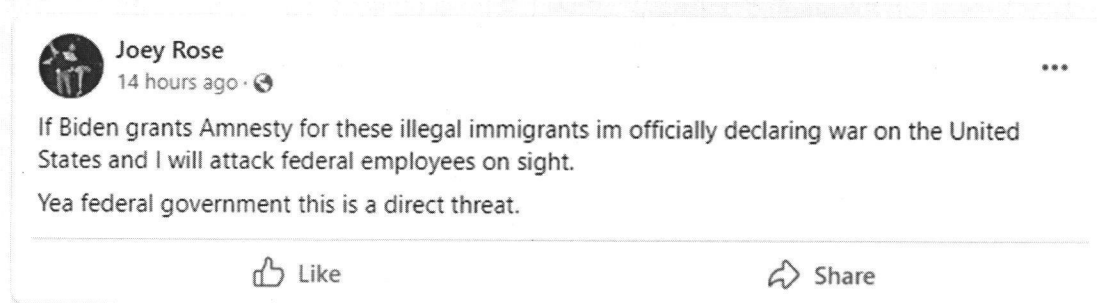 Joey Rose
14 hours ago ·
If Biden grants Amnesty for these illegal immigrants im officially declaring war on the United
States and I will attack federal employees on sight.
Yea federal government this is a direct threat.
Like
Share